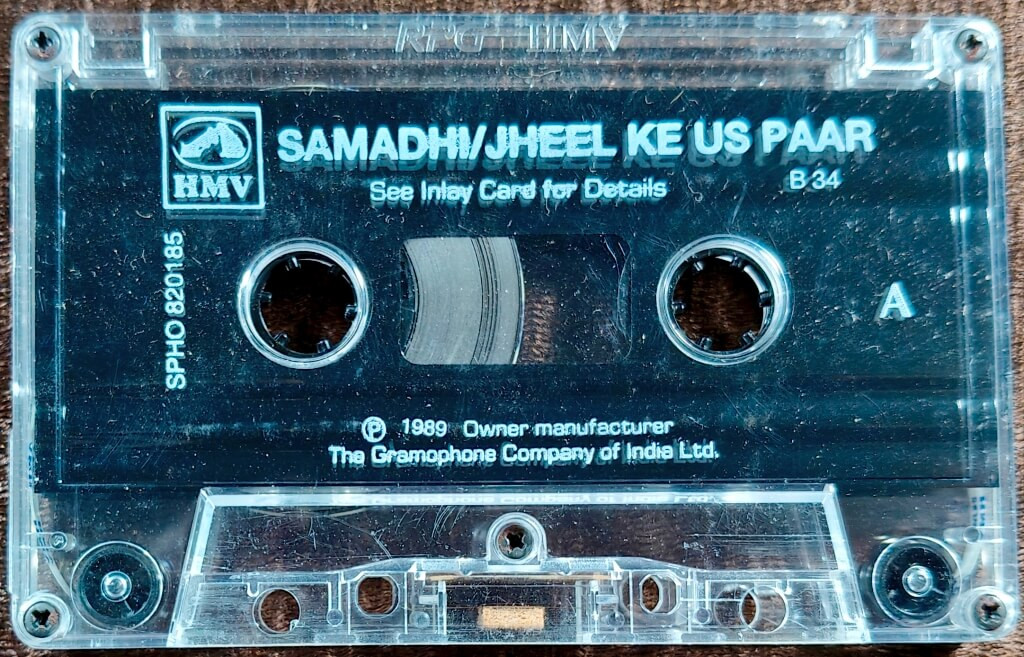 RPG HMV
SAMADHI/JHEEL KE US PAAR
HMV
See Inlay Card for Details
B 34
SPHO 820185
A
℗ 1989 Owner manufacturer
The Gramophone Company of India Ltd.